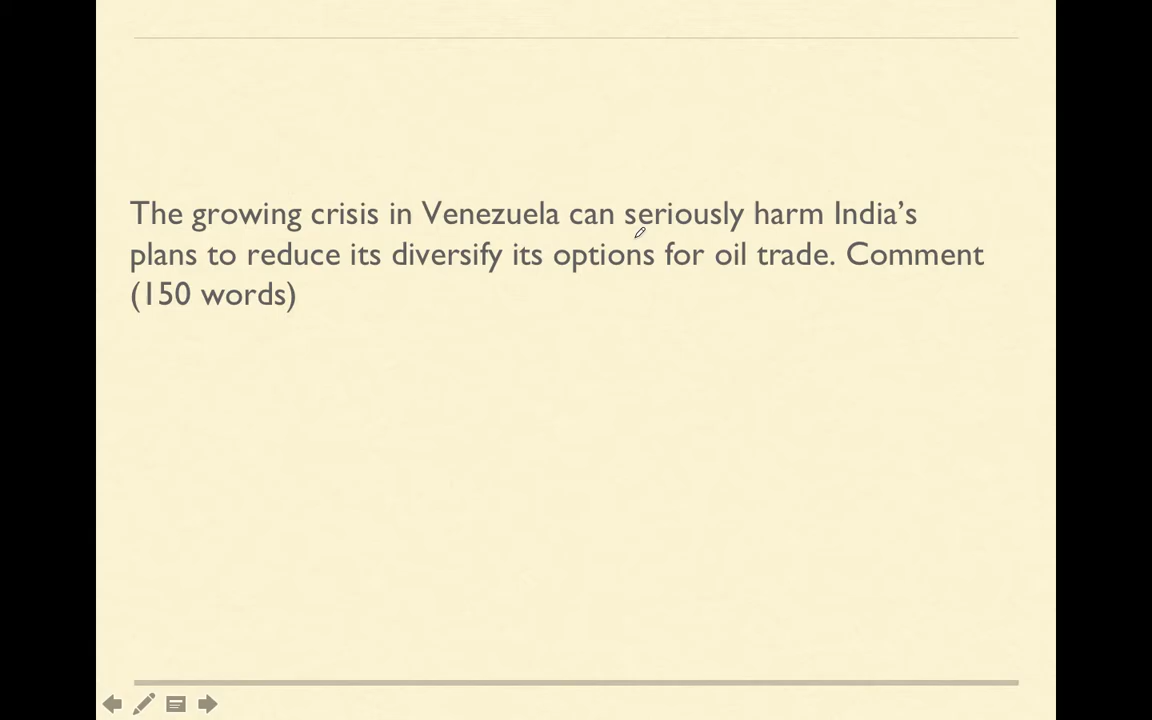 The growing crisis in Venezuela can seriously harm India’s
plans to reduce its diversify its options for oil trade. Comment
(150 words)